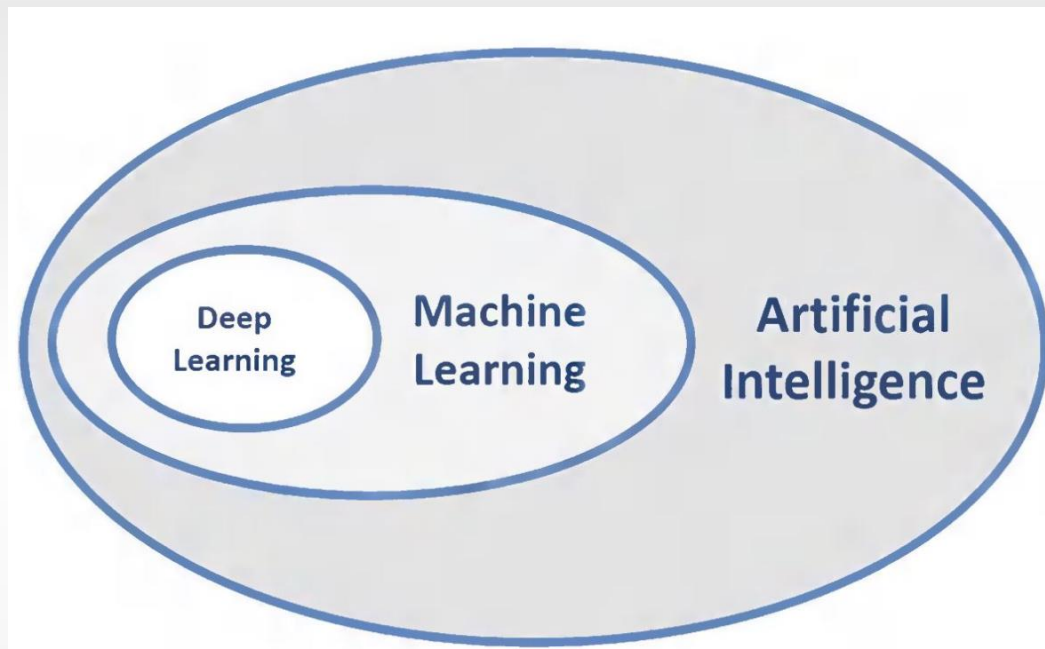 Deep
Learning
Machine
Learning
Artificial
Intelligence